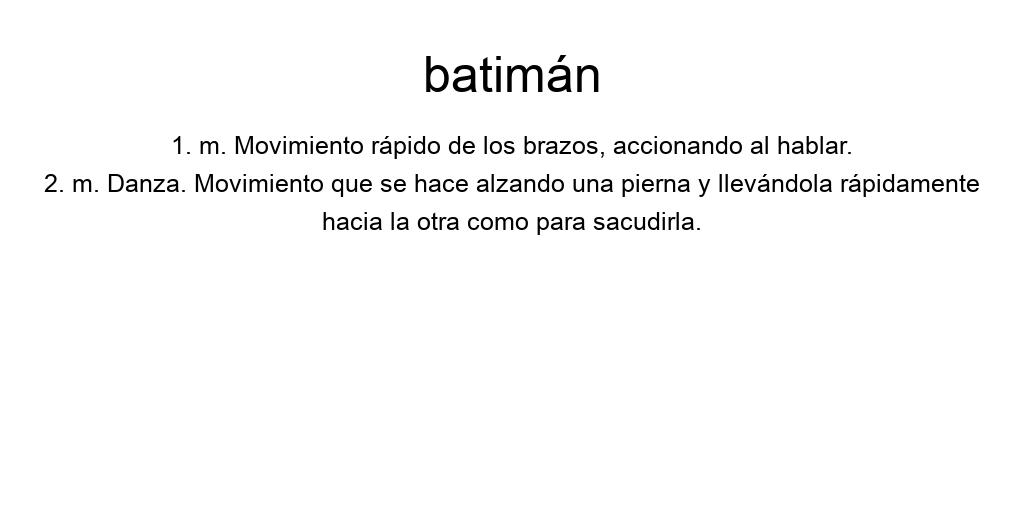 batimán
1. m. Movimiento rápido de los brazos, accionando al hablar.
2. m. Danza. Movimiento que se hace alzando una pierna y llevándola rápidamente
hacia la otra como para sacudirla.